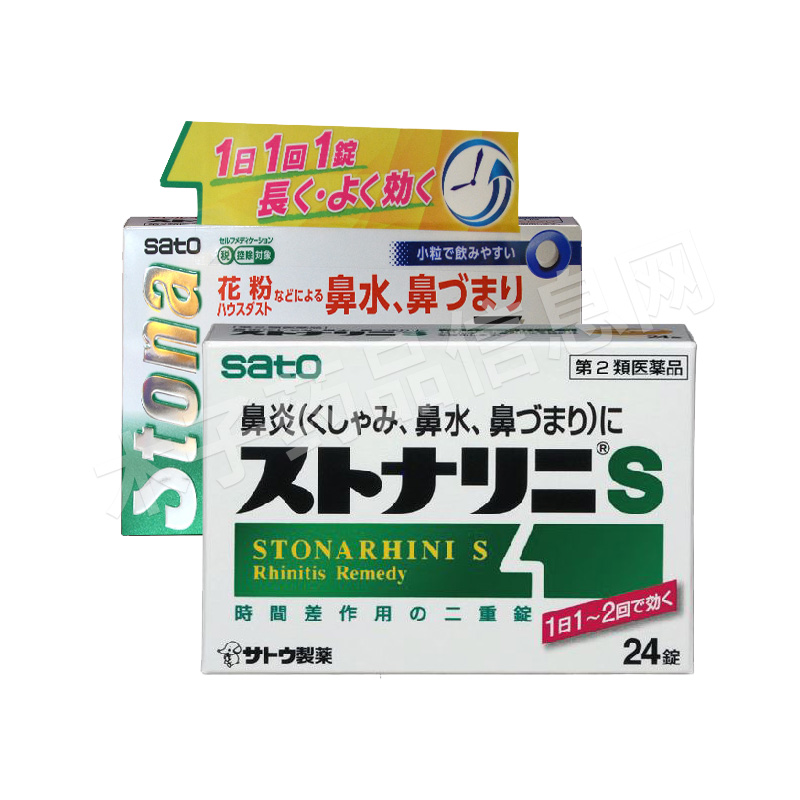 1日1回1錠
長く・よく効く
sato
セルフメディケーション
税 控除 対象
小粒で飲みやすい
花粉
ハウスダスト
などによる
鼻水、鼻づまり
Stona
sato
第2類医薬品
鼻炎(くしゃみ、鼻水、鼻づまり)に
ストナリニ®S
STONARHINI S
Rhinitis Remedy
時間差作用の二重錠
1日1～2回で効く
サトウ製薬
24錠
药品信息网